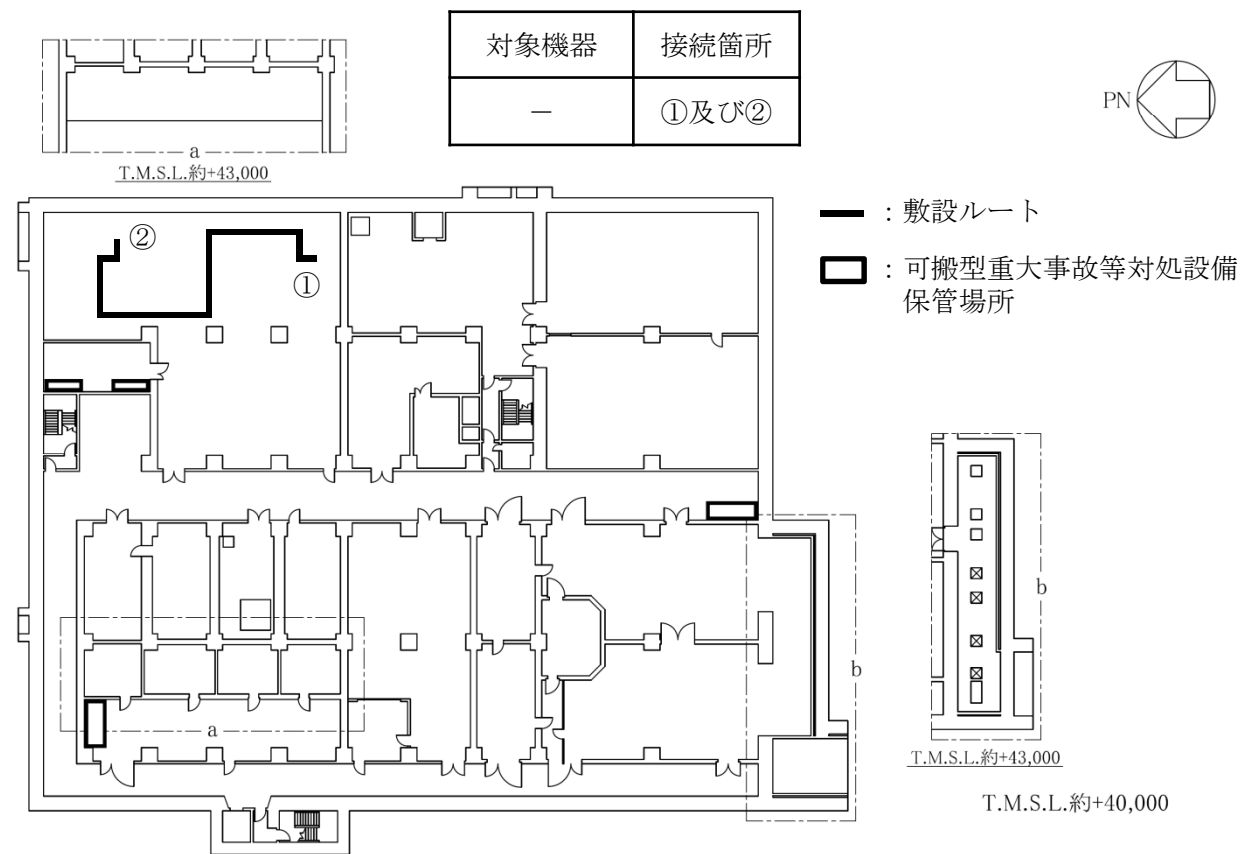 対象機器 接続箇所
－ ①及び②
PN
a
T.M.S.L.約+43,000
━ : 敷設ルート
: 可搬型重大事故等対処設備
保管場所
②
①
a
b
b
T.M.S.L.約+43,000
T.M.S.L.約+40,000